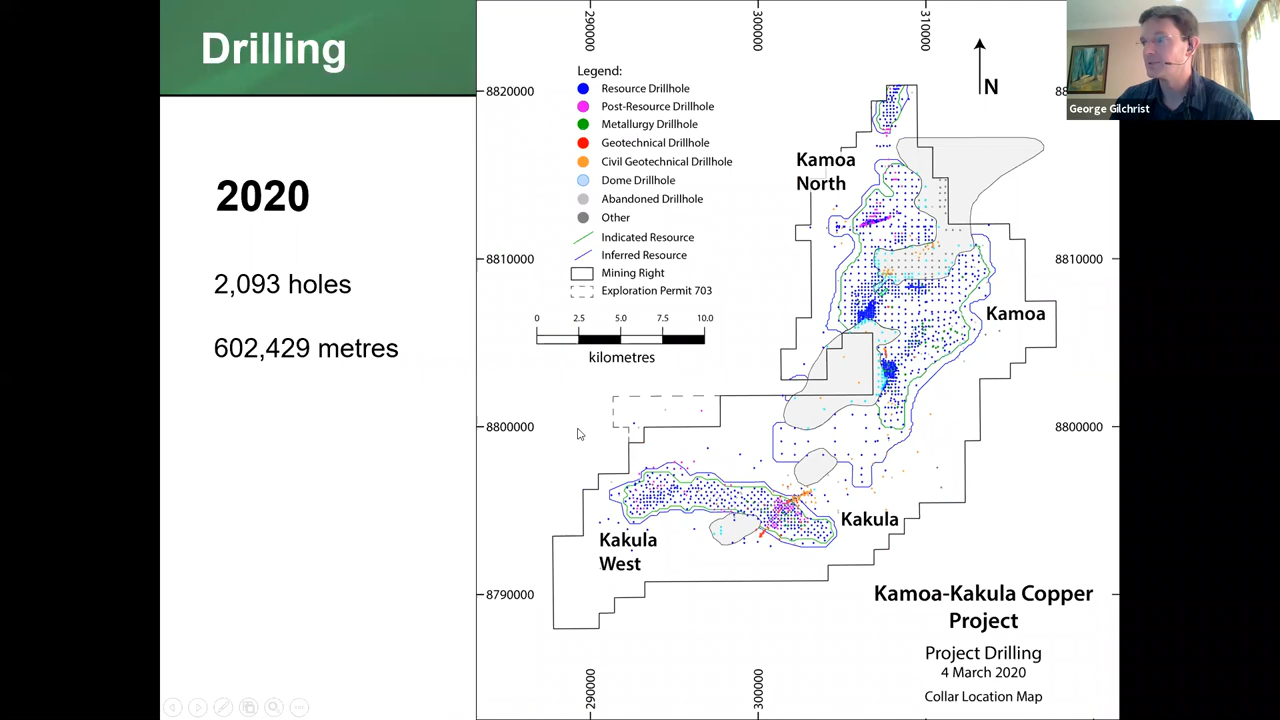 Drilling
2020
2,093 holes
602,429 metres
290000
300000
310000
8820000
8810000
8800000
8790000
Legend:
Resource Drillhole
Post-Resource Drillhole
Metallurgy Drillhole
Geotechnical Drillhole
Civil Geotechnical Drillhole
Dome Drillhole
Abandoned Drillhole
Other
Indicated Resource
Inferred Resource
Mining Right
Exploration Permit 703
0 2.5 5.0 7.5 10.0
kilometres
N
88
George Gilchrist
Kamoa
North
8810000
Kamoa
8800000
Kakula
Kakula
West
Kamoa-Kakula Copper
Project
Project Drilling
4 March 2020
Collar Location Map
290000
300000